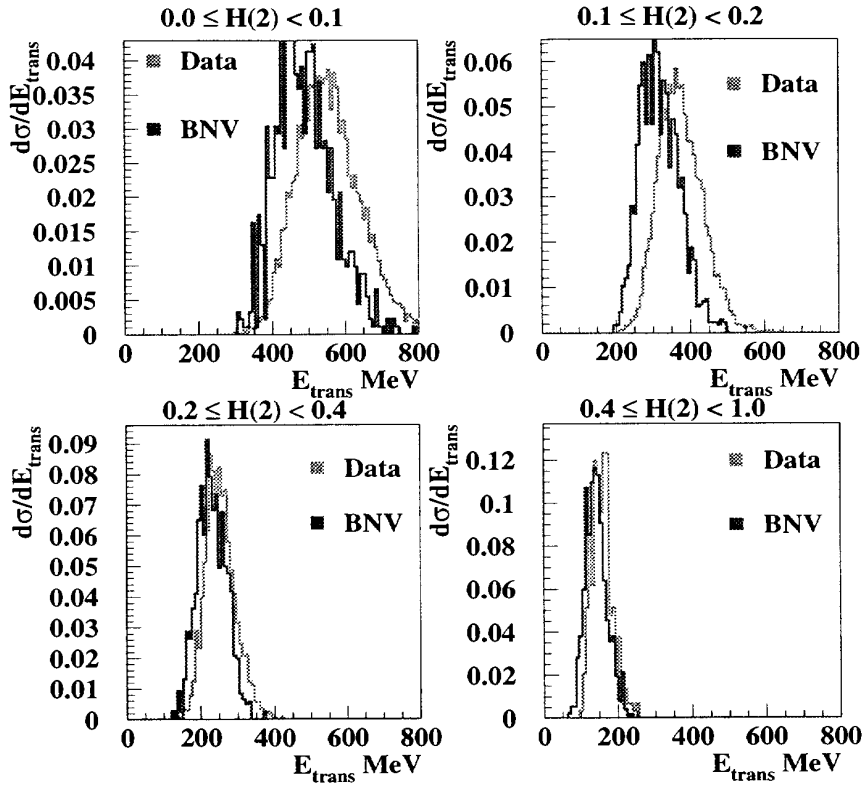 0.0 ≤ H(2) < 0.1
dσ/dE_trans
0.04
0.035
0.03
0.025
0.02
0.015
0.01
0.005
0
Data
BNV
0 200 400 600 800
E_trans MeV
0.1 ≤ H(2) < 0.2
dσ/dE_trans
0.06
0.05
0.04
0.03
0.02
0.01
0
Data
BNV
0 200 400 600 800
E_trans MeV
0.2 ≤ H(2) < 0.4
dσ/dE_trans
0.09
0.08
0.07
0.06
0.05
0.04
0.03
0.02
0.01
0
Data
BNV
0 200 400 600 800
E_trans MeV
0.4 ≤ H(2) < 1.0
dσ/dE_trans
0.12
0.1
0.08
0.06
0.04
0.02
0
Data
BNV
0 200 400 600 800
E_trans MeV